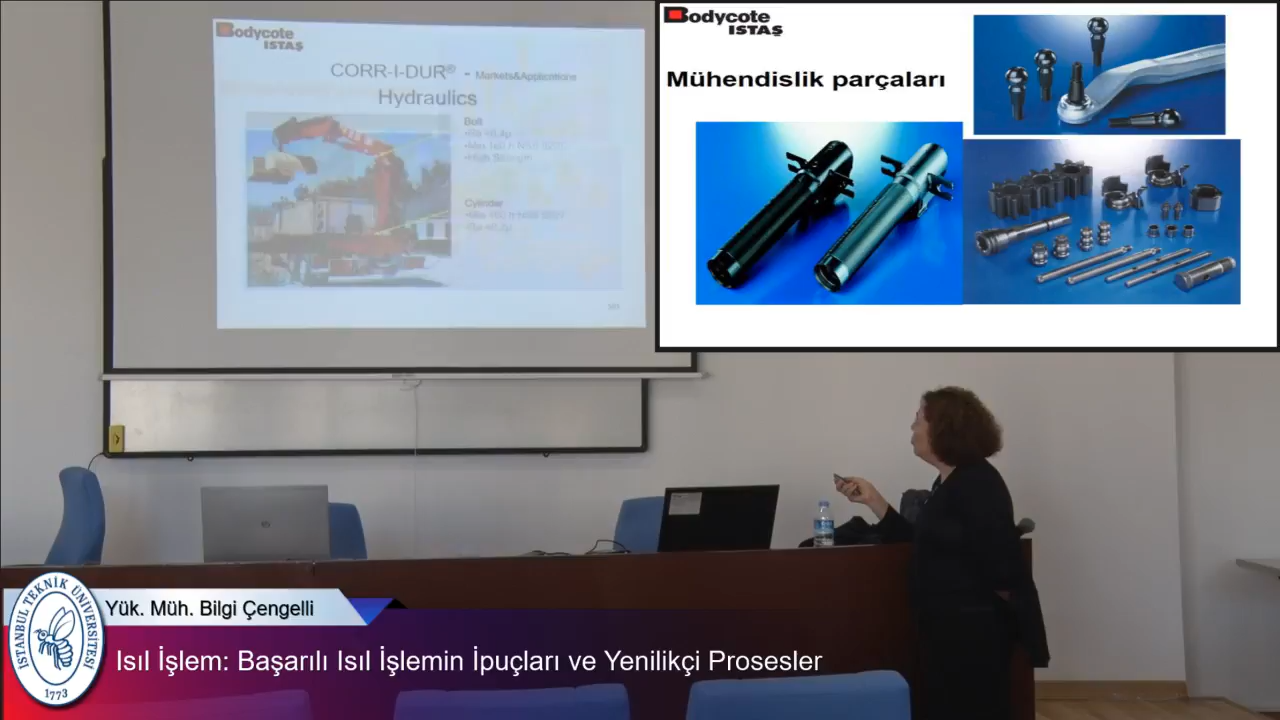 Bodycote
ISTAŞ
CORR-I-DUR® - Markets&Applications
Hydraulics
Bolt
Cylinder
Bodycote
ISTAŞ
Mühendislik parçaları
İSTANBUL TEKNİK ÜNİVERSİTESİ
1773
Yük. Müh. Bilgi Çengelli
Isıl İşlem: Başarılı Isıl İşlemin İpuçları ve Yenilikçi Prosesler